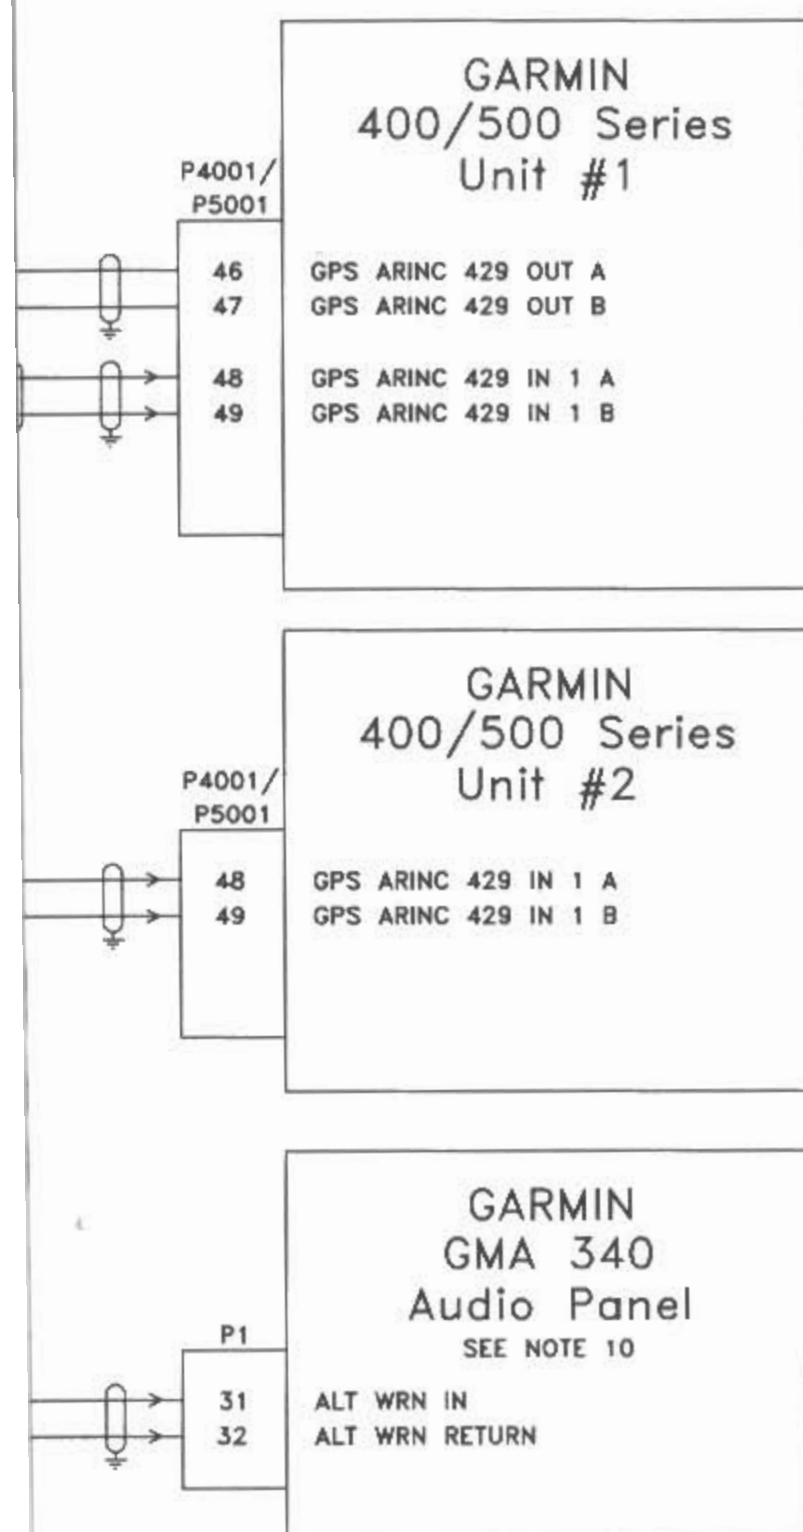 GARMIN
400/500 Series
Unit #1
P4001/
P5001
46 GPS ARINC 429 OUT A
47 GPS ARINC 429 OUT B
48 GPS ARINC 429 IN 1 A
49 GPS ARINC 429 IN 1 B
GARMIN
400/500 Series
Unit #2
P4001/
P5001
48 GPS ARINC 429 IN 1 A
49 GPS ARINC 429 IN 1 B
GARMIN
GMA 340
Audio Panel
SEE NOTE 10
P1
31 ALT WRN IN
32 ALT WRN RETURN